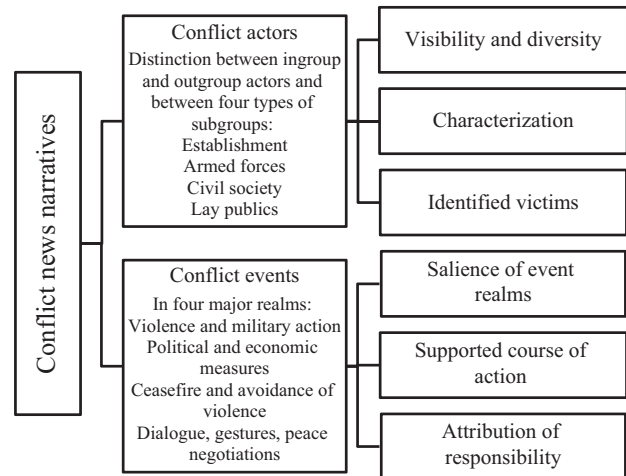 Conflict news narratives
Conflict actors
Distinction between ingroup
and outgroup actors and
between four types of
subgroups:
Establishment
Armed forces
Civil society
Lay publics
Visibility and diversity
Characterization
Identified victims
Conflict events
In four major realms:
Violence and military action
Political and economic
measures
Ceasefire and avoidance of
violence
Dialogue, gestures, peace
negotiations
Salience of event
realms
Supported course of
action
Attribution of
responsibility